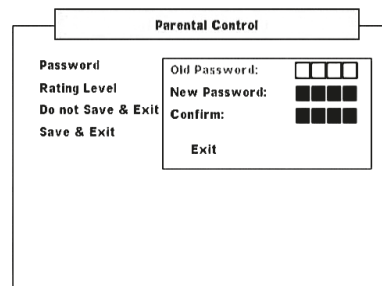 Parental Control
Password
Rating Level
Do not Save & Exit
Save & Exit
Old Password:
New Password:
Confirm:
Exit